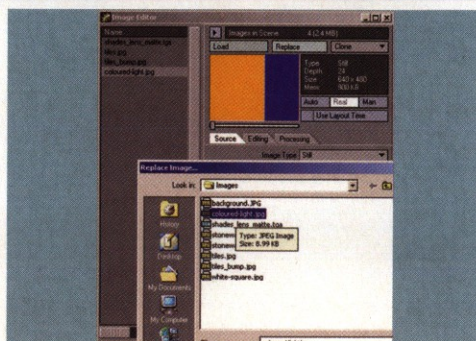 Image Editor
Name
shades_lens_matte.tga
tiles.jpg
tiles_bump.jpg
coloured-light.jpg
Images in Scene 4 (2.4 MB)
Load Replace Clone
Type Still
Depth 24
Size 640 x 480
Mem 900 KB
Auto Real Man
Use Layout Time
Source Editing Processing
Image Type Still
Replace Image...
Look in: Images
History
Desktop
My Documents
My Computer
background.JPG
coloured-light.jpg
shades_lens_matte.tga
stonew
stonew
tiles.jpg
tiles_bump.jpg
white-square.jpg
Type: JPEG Image
Size: 8.99 KB